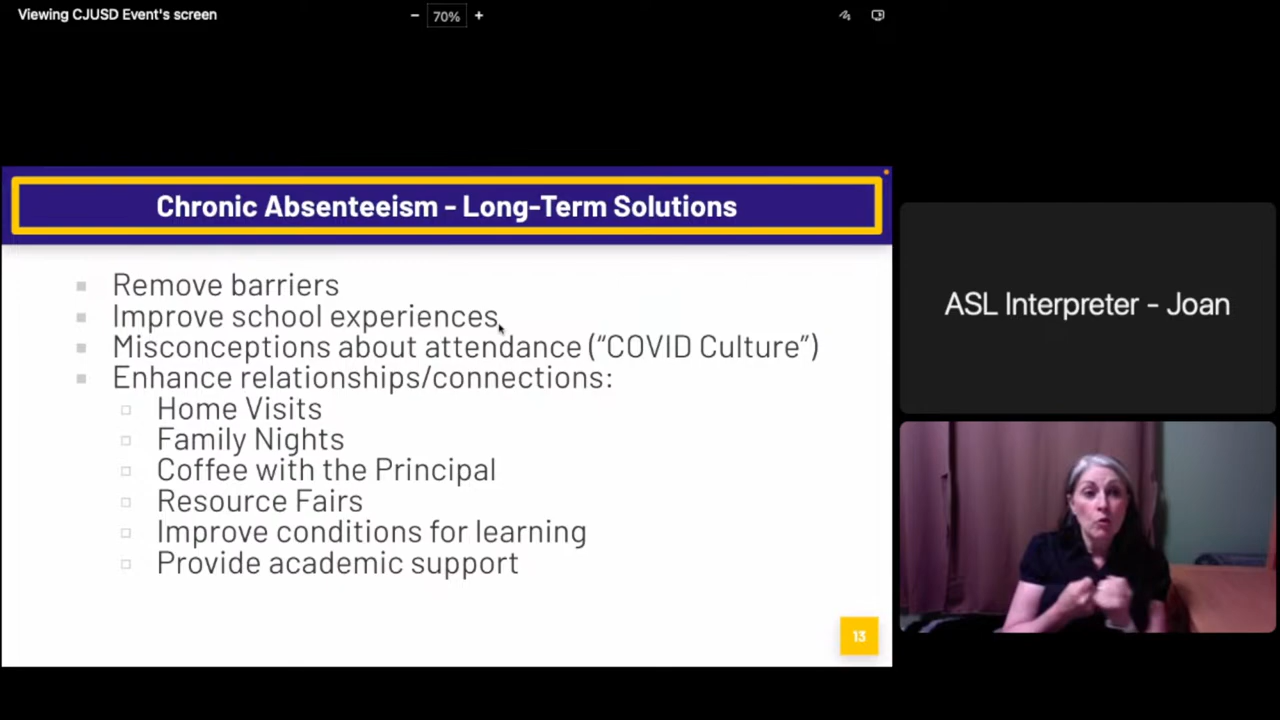 Viewing CJUSD Event's screen
− 70% +
Chronic Absenteeism - Long-Term Solutions
Remove barriers
Improve school experiences
Misconceptions about attendance (“COVID Culture”)
Enhance relationships/connections:
Home Visits
Family Nights
Coffee with the Principal
Resource Fairs
Improve conditions for learning
Provide academic support
13
ASL Interpreter - Joan